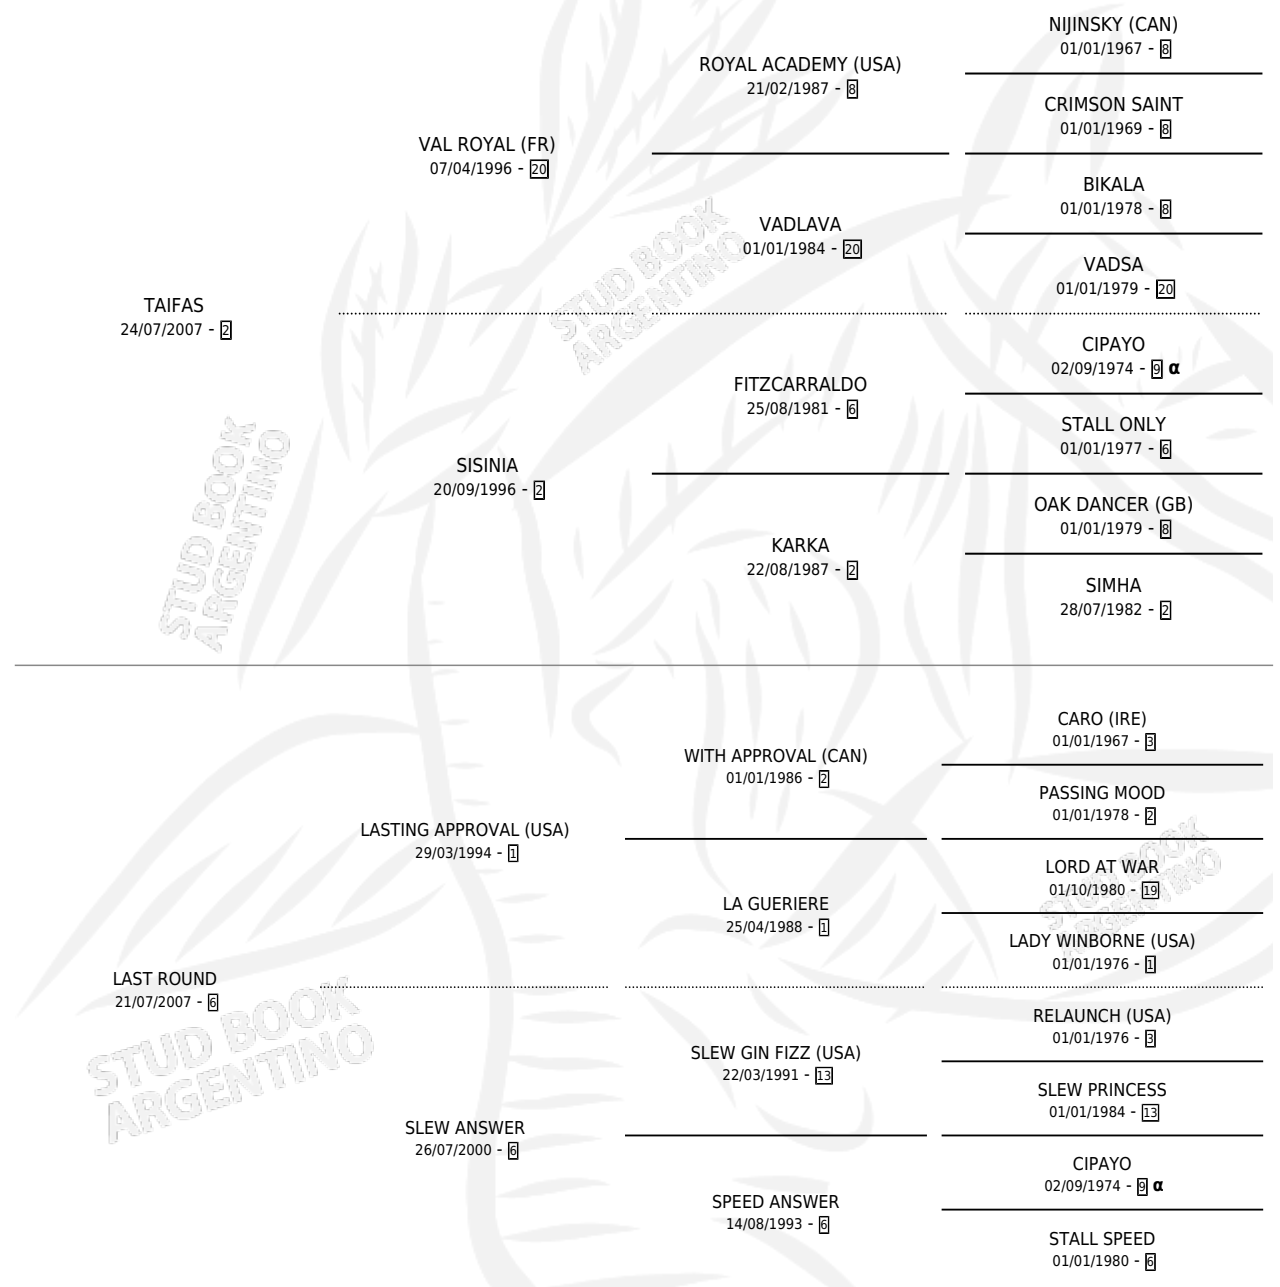 NIJINSKY (CAN)
01/01/1967 - 8
ROYAL ACADEMY (USA)
21/02/1987 - 8
CRIMSON SAINT
01/01/1969 - 8
VAL ROYAL (FR)
07/04/1996 - 20
BIKALA
01/01/1978 - 8
VADLAVA
01/01/1984 - 20
VADSA
01/01/1979 - 20
TAIFAS
24/07/2007 - 2
CIPAYO
02/09/1974 - 9 α
FITZCARRALDO
25/08/1981 - 6
STALL ONLY
01/01/1977 - 6
SISINIA
20/09/1996 - 2
OAK DANCER (GB)
01/01/1979 - 8
KARKA
22/08/1987 - 2
SIMHA
28/07/1982 - 2
CARO (IRE)
01/01/1967 - 3
WITH APPROVAL (CAN)
01/01/1986 - 2
PASSING MOOD
01/01/1978 - 2
LASTING APPROVAL (USA)
29/03/1994 - 1
LORD AT WAR
01/10/1980 - 19
LA GUERIERE
25/04/1988 - 1
LADY WINBORNE (USA)
01/01/1976 - 1
LAST ROUND
21/07/2007 - 6
RELAUNCH (USA)
01/01/1976 - 3
SLEW GIN FIZZ (USA)
22/03/1991 - 13
SLEW PRINCESS
01/01/1984 - 13
SLEW ANSWER
26/07/2000 - 6
CIPAYO
02/09/1974 - 9 α
SPEED ANSWER
14/08/1993 - 6
STALL SPEED
01/01/1980 - 6
STUD BOOK
ARGENTINO
STUD BOOK
ARGENTINO
STUD BOOK
ARGENTINO
STUD BOOK
ARGENTINO